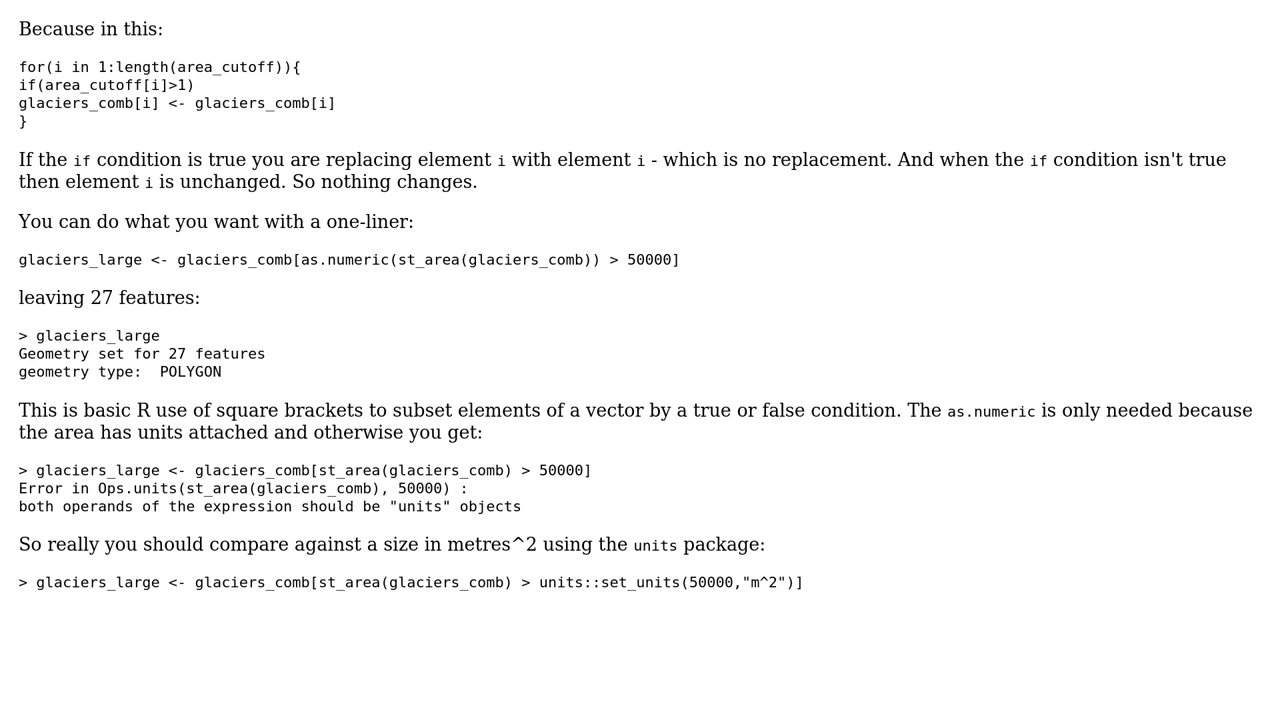 Because in this:
for(i in 1:length(area_cutoff)){
if(area_cutoff[i]>1)
glaciers_comb[i] <- glaciers_comb[i]
}
If the if condition is true you are replacing element i with element i - which is no replacement. And when the if condition isn't true
then element i is unchanged. So nothing changes.
You can do what you want with a one-liner:
glaciers_large <- glaciers_comb[as.numeric(st_area(glaciers_comb)) > 50000]
leaving 27 features:
> glaciers_large
Geometry set for 27 features
geometry type:  POLYGON
This is basic R use of square brackets to subset elements of a vector by a true or false condition. The as.numeric is only needed because
the area has units attached and otherwise you get:
> glaciers_large <- glaciers_comb[st_area(glaciers_comb) > 50000]
Error in Ops.units(st_area(glaciers_comb), 50000) :
both operands of the expression should be "units" objects
So really you should compare against a size in metres^2 using the units package:
> glaciers_large <- glaciers_comb[st_area(glaciers_comb) > units::set_units(50000,"m^2")]